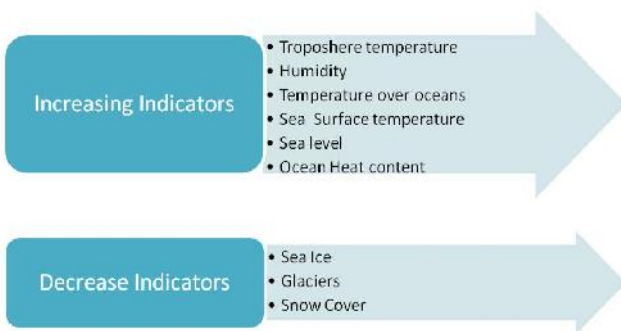 Increasing Indicators
• Troposhere temperature
• Humidity
• Temperature over oceans
• Sea Surface temperature
• Sea level
• Ocean Heat content
Decrease Indicators
• Sea Ice
• Glaciers
• Snow Cover